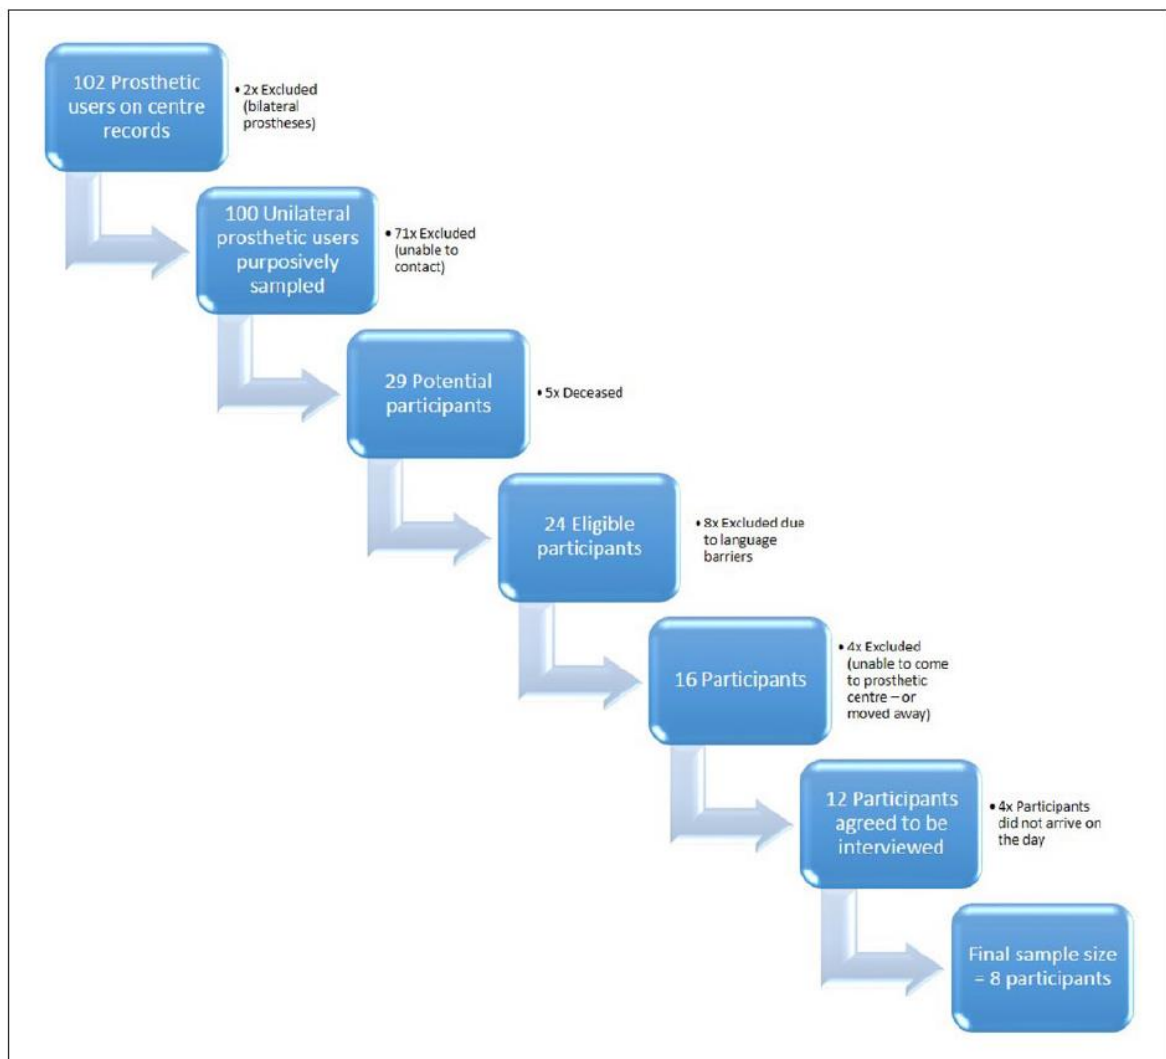 102 Prosthetic
users on centre
records
• 2x Excluded
(bilateral
prostheses)
100 Unilateral
prosthetic users
purposively
sampled
• 71x Excluded
(unable to
contact)
29 Potential
participants
• 5x Deceased
24 Eligible
participants
• 8x Excluded due
to language
barriers
16 Participants
• 4x Excluded
(unable to come
to prosthetic
centre – or
moved away)
12 Participants
agreed to be
interviewed
• 4x Participants
did not arrive on
the day
Final sample size
= 8 participants